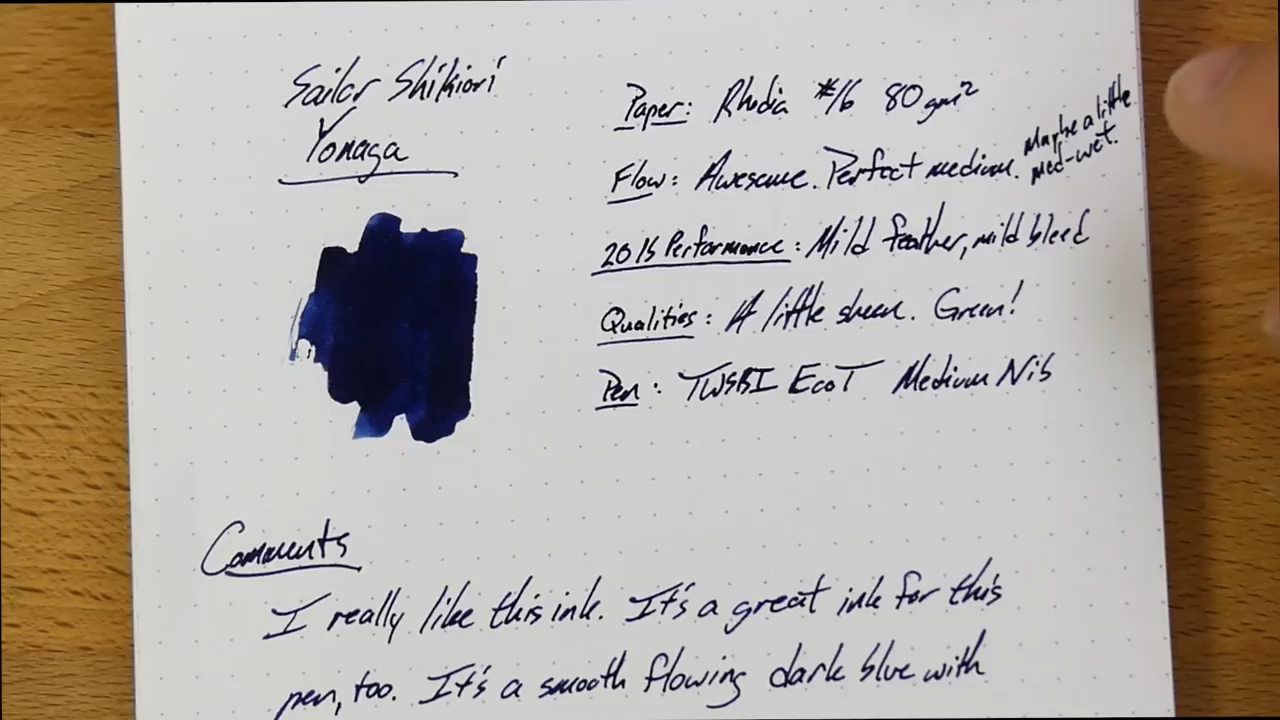 Sailor Shikiori
Yonaga
Paper: Rhodia #16 80gm²
Flow: Awesome. Perfect medium. Maybe a little
med-wet.
20 lb Performance: Mild feather, mild bleed
Qualities: A little sheen. Green!
Pen: TWSBI Eco T Medium Nib
Comments
I really like this ink. It's a great ink for this
pen, too. It's a smooth flowing dark blue with